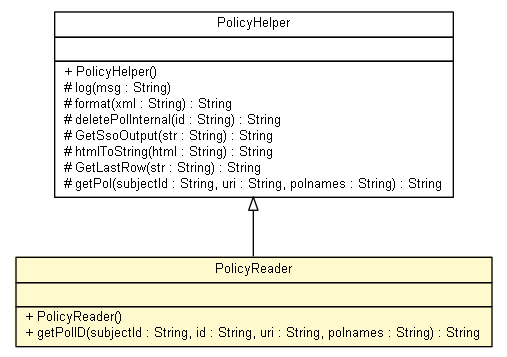 PolicyHelper
+ PolicyHelper()
# log(msg : String)
# format(xml : String) : String
# deletePolInternal(id : String) : String
# GetSsoOutput(str : String) : String
# htmlToString(html : String) : String
# GetLastRow(str : String) : String
# getPol(subjectId : String, uri : String, polnames : String) : String
PolicyReader
+ PolicyReader()
+ getPolID(subjectId : String, id : String, uri : String, polnames : String) : String